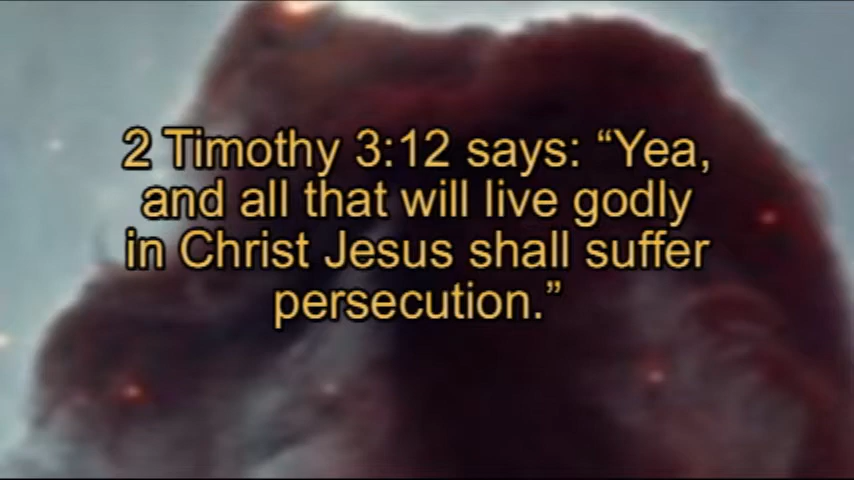 2 Timothy 3:12 says: “Yea,
and all that will live godly
in Christ Jesus shall suffer
persecution.”